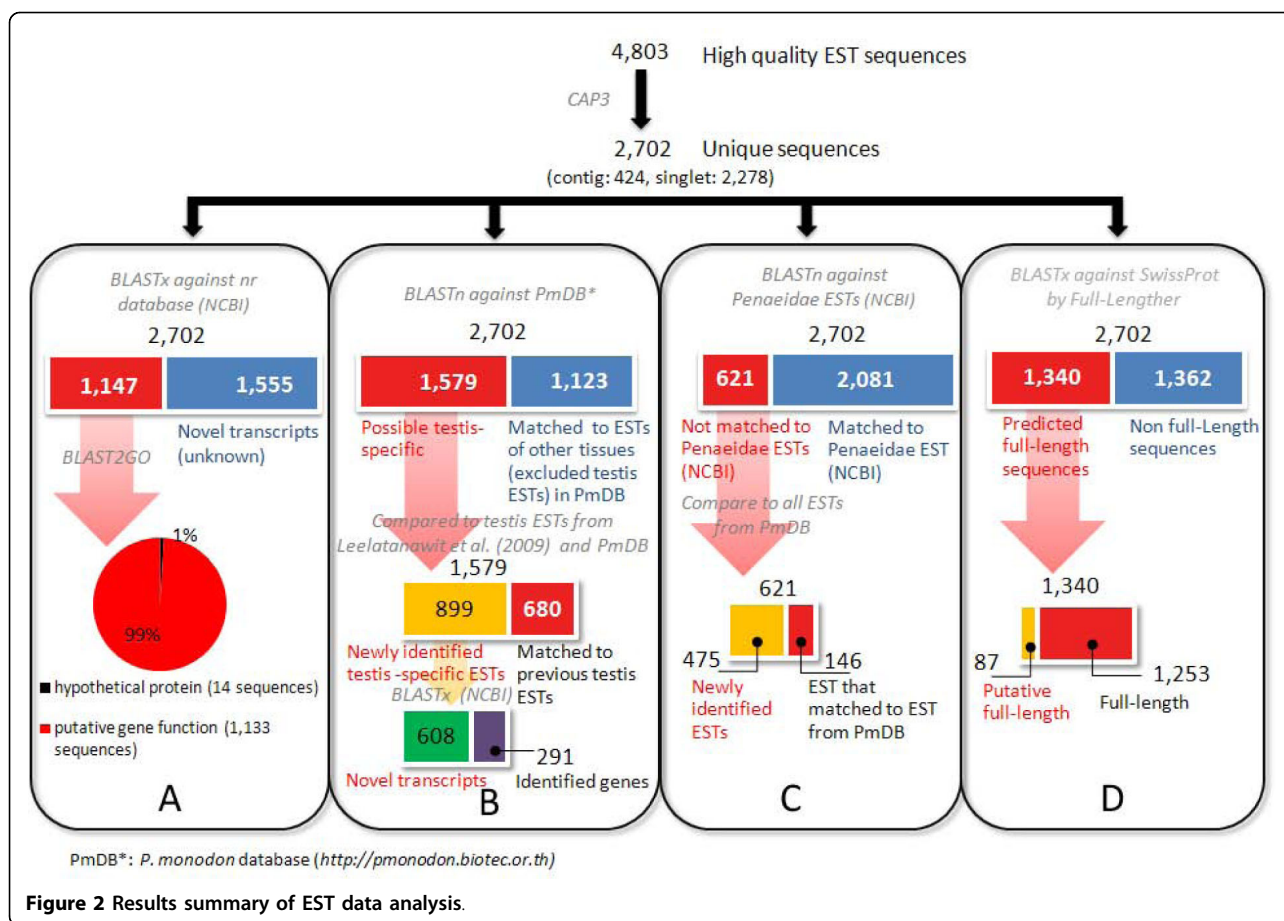 4,803 High quality EST sequences
CAP3
2,702 Unique sequences
(contig: 424, singlet: 2,278)
BLASTx against nr
database (NCBI)
2,702
1,147 1,555
Novel transcripts
(unknown)
BLAST2GO
1%
99%
hypothetical protein (14 sequences)
putative gene function (1,133
sequences)
A
BLASTn against PmDB*
2,702
1,579 1,123
Possible testis-
specific
Matched to ESTs
of other tissues
(excluded testis
ESTs) in PmDB
Compared to testis ESTs from
Leelatanawit et al. (2009) and PmDB
1,579
899 680
Newly identified
testis -specific ESTs
Matched to
previous testis
ESTs
BLASTx (NCBI)
608
291
Novel transcripts
Identified genes
B
BLASTn against
Penaeidae ESTs (NCBI)
2,702
621 2,081
Not matched to
Penaeidae ESTs
(NCBI)
Matched to
Penaeidae EST
(NCBI)
Compare to all ESTs
from PmDB
621
475
146
Newly
identified
ESTs
EST that
matched to EST
from PmDB
C
BLASTx against SwissProt
by Full-Lengther
2,702
1,340 1,362
Predicted
full-length
sequences
Non full-Length
sequences
1,340
87
1,253
Putative
full-length
Full-length
D
PmDB*: P. monodon database (http://pmonodon.biotec.or.th)
Figure 2 Results summary of EST data analysis.